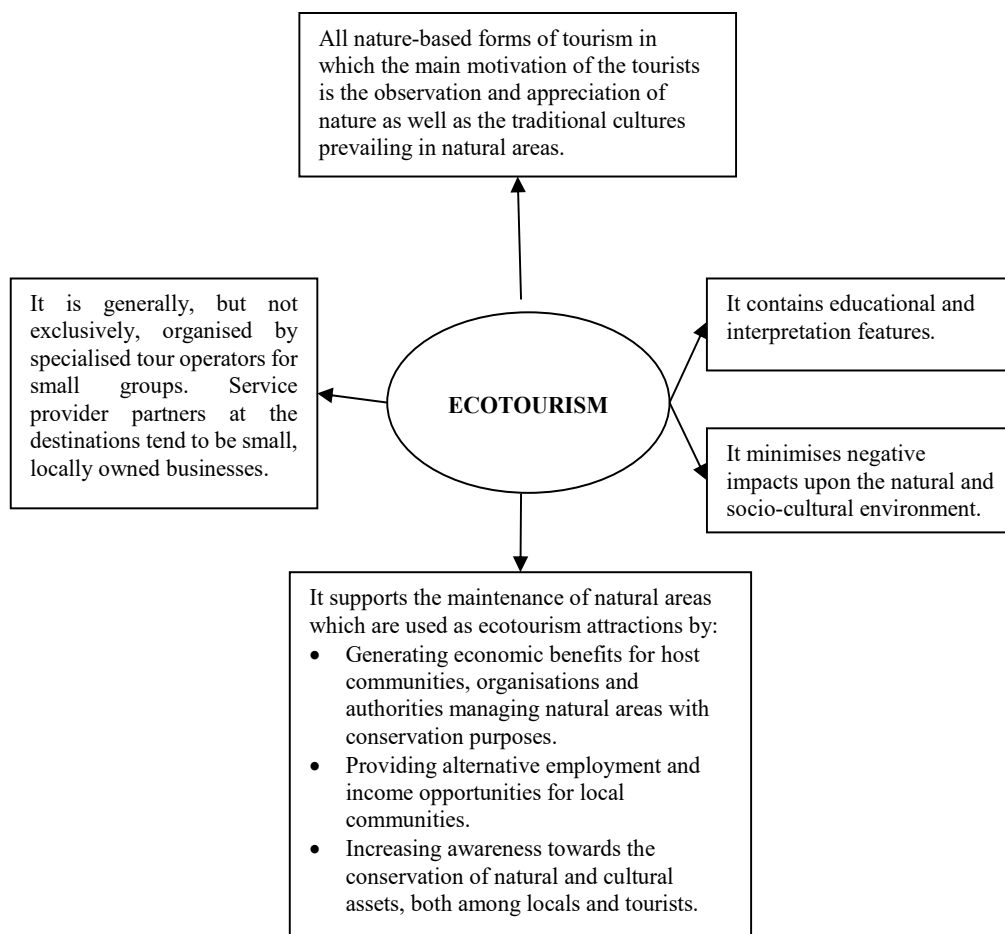 All nature-based forms of tourism in
which the main motivation of the tourists
is the observation and appreciation of
nature as well as the traditional cultures
prevailing in natural areas.
It is generally, but not
exclusively, organised by
specialised tour operators for
small groups. Service
provider partners at the
destinations tend to be small,
locally owned businesses.
ECOTOURISM
It contains educational and
interpretation features.
It minimises negative
impacts upon the natural and
socio-cultural environment.
It supports the maintenance of natural areas
which are used as ecotourism attractions by:
• Generating economic benefits for host
communities, organisations and
authorities managing natural areas with
conservation purposes.
• Providing alternative employment and
income opportunities for local
communities.
• Increasing awareness towards the
conservation of natural and cultural
assets, both among locals and tourists.